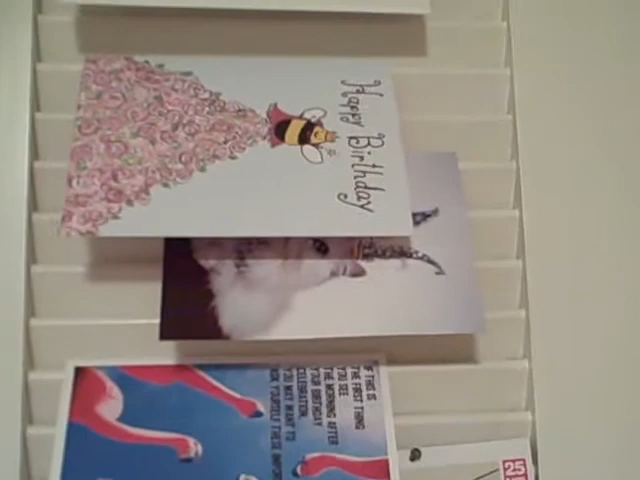 Happy Birthday
IF THIS IS
THE FIRST THING
YOU SEE
THE MORNING AFTER
YOUR BIRTHDAY
CELEBRATION,
YOU MAY WANT TO
ASK YOURSELF THESE
25